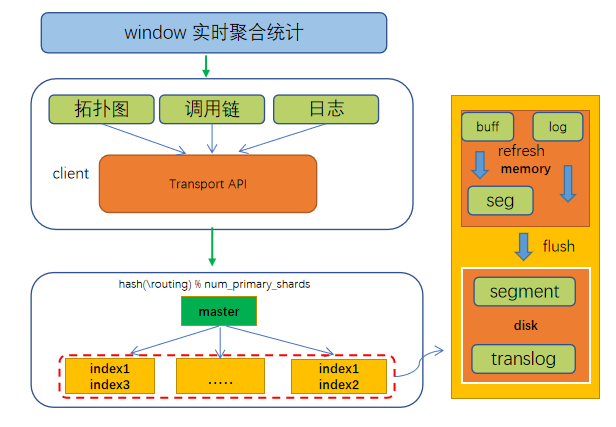 window 实时聚合统计
拓扑图
调用链
日志
client
Transport API
hash(\routing) % num_primary_shards
master
index1
index3
.....
index1
index2
buff
log
refresh
memory
seg
flush
segment
disk
translog